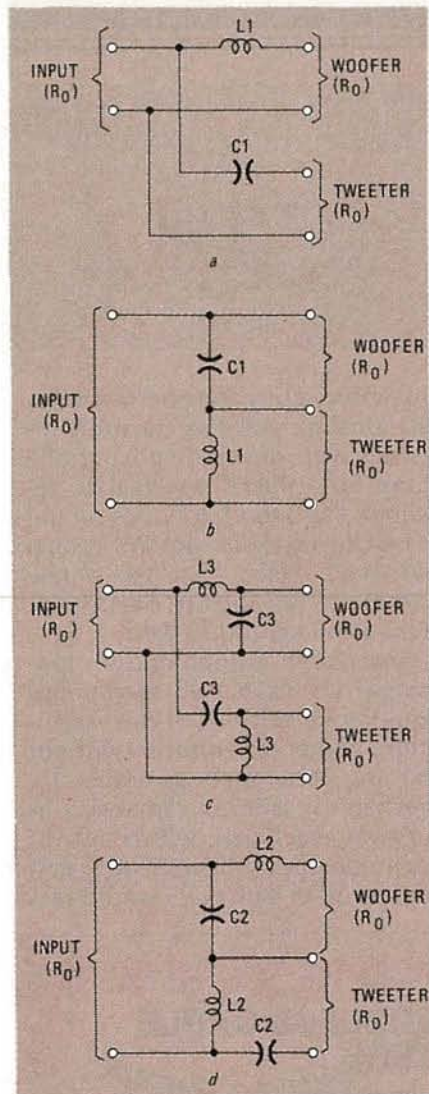 L1
INPUT
(R0)
WOOFER
(R0)
C1
TWEETER
(R0)
a
INPUT
(R0)
C1
WOOFER
(R0)
L1
TWEETER
(R0)
b
INPUT
(R0)
L3
C3
WOOFER
(R0)
C3
L3
TWEETER
(R0)
c
INPUT
(R0)
L2
C2
WOOFER
(R0)
L2
C2
TWEETER
(R0)
d